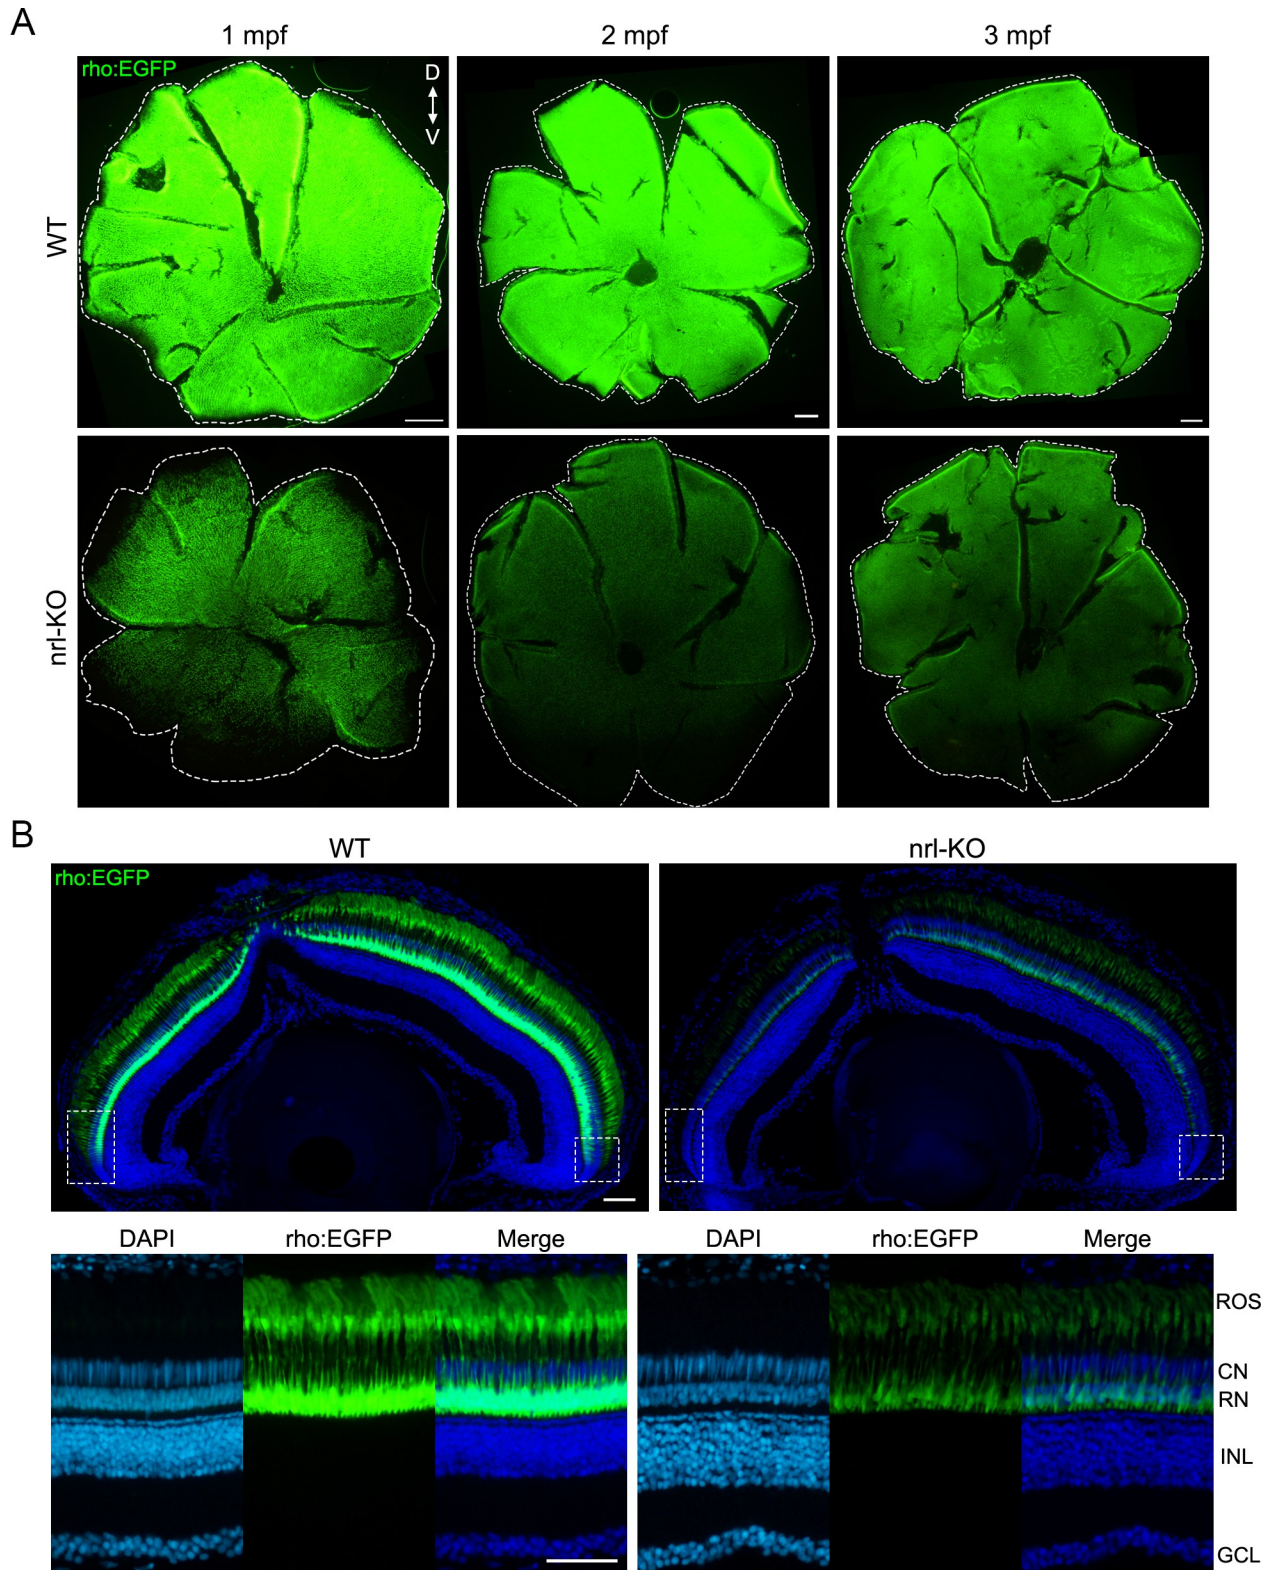 A
1 mpf
2 mpf
3 mpf
rho:EGFP
D
V
WT
nrl-KO
B
WT
nrl-KO
rho:EGFP
DAPI
rho:EGFP
Merge
DAPI
rho:EGFP
Merge
ROS
CN
RN
INL
GCL